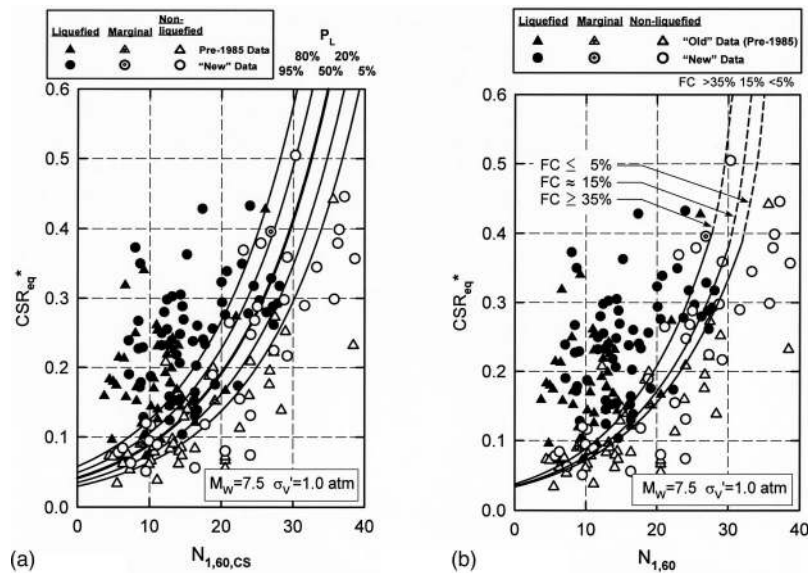 Liquefied Marginal Non-liquefied
Pre-1985 Data
"New" Data
P_L
80% 20%
95% 50% 5%
0.6
0.5
0.4
0.3
0.2
0.1
0.0
CSR_eq*
0 10 20 30 40
M_W=7.5 σ_v'=1.0 atm
(a)
N_1,60,CS
Liquefied Marginal Non-liquefied
"Old" Data (Pre-1985)
"New" Data
FC >35% 15% <5%
0.6
0.5
0.4
0.3
0.2
0.1
0.0
CSR_eq*
FC ≤ 5%
FC ≈ 15%
FC ≥ 35%
M_W=7.5 σ_v'=1.0 atm
0 10 20 30 40
(b)
N_1,60